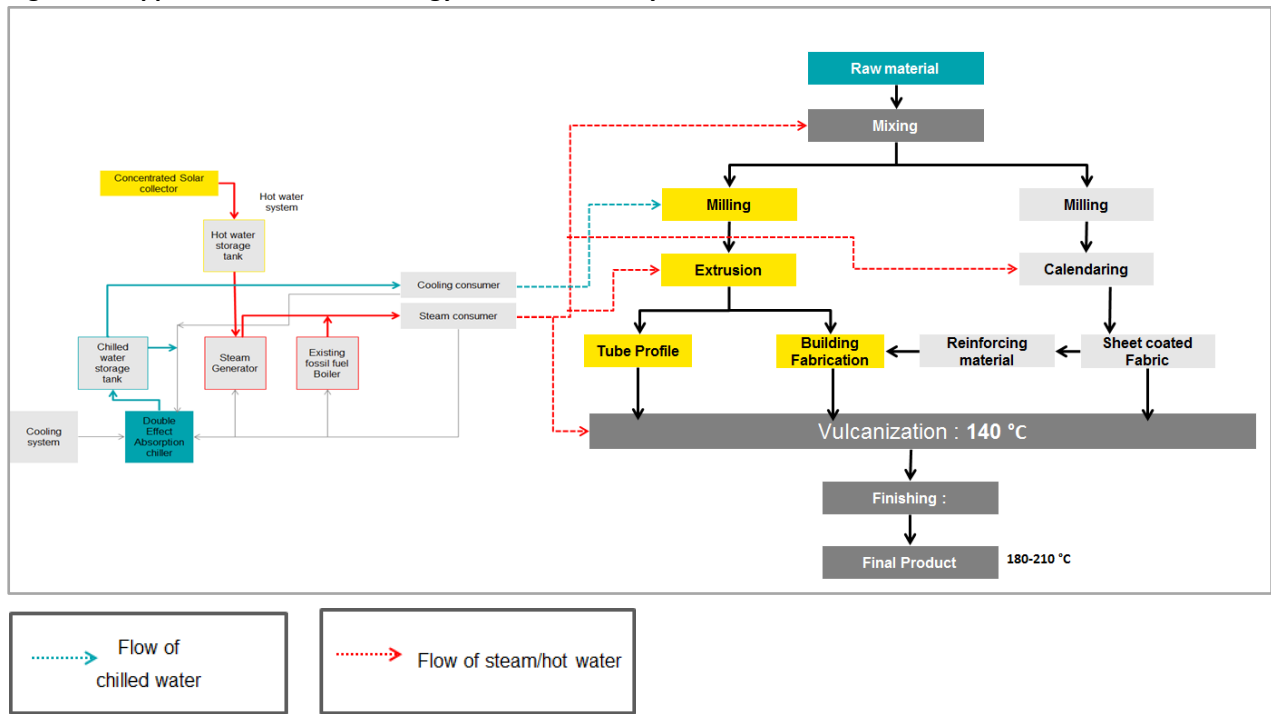 Raw material
Mixing
Concentrated Solar
collector
Hot water
system
Milling
Milling
Hot water
storage
tank
Extrusion
Calendaring
Cooling consumer
Steam consumer
Chilled
water
storage
tank
Steam
Generator
Existing
fossil fuel
Boiler
Tube Profile
Building
Fabrication
Reinforcing
material
Sheet coated
Fabric
Cooling
system
Double
Effect
Absorption
chiller
Vulcanization : 140 °C
Finishing :
Final Product
180-210 °C
Flow of
chilled water
Flow of steam/hot water